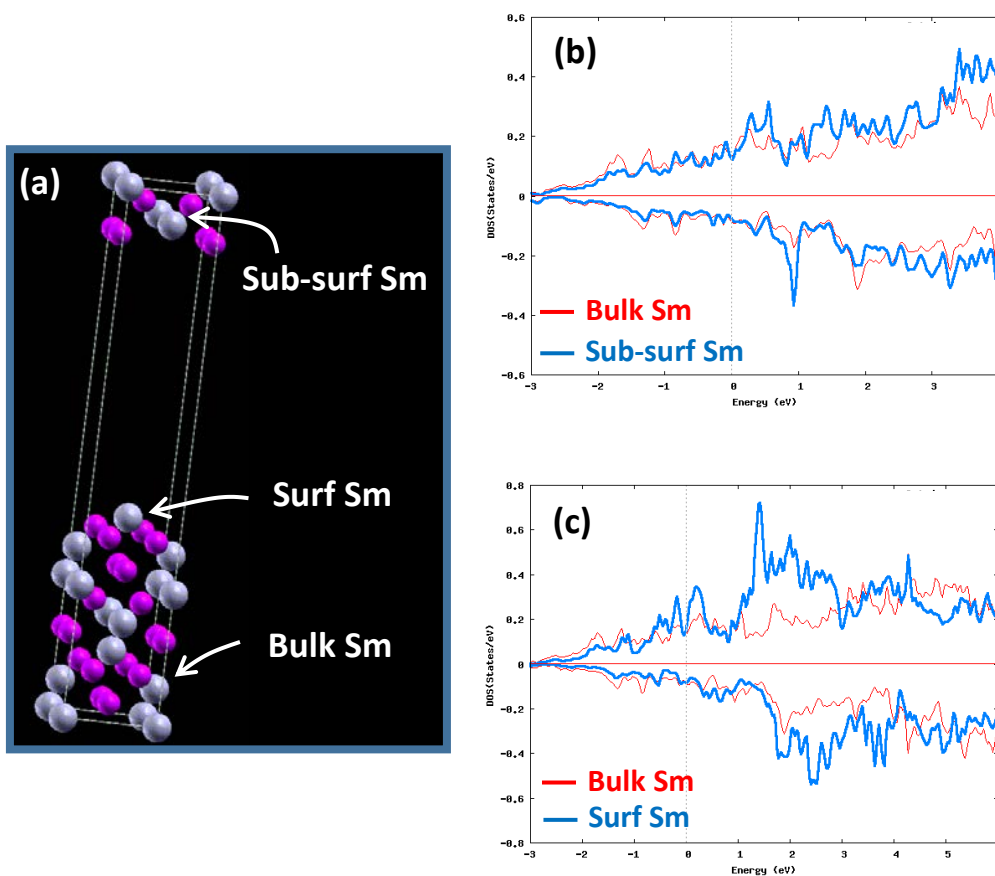 (a)
Sub-surf Sm
Surf Sm
Bulk Sm
(b)
0.6
0.4
0.2
0
-0.2
-0.4
-0.6
DOS(States/eV)
Bulk Sm
Sub-surf Sm
-3 -2 -1 0 1 2 3
Energy (eV)
(c)
0.8
0.6
0.4
0.2
0
-0.2
-0.4
-0.6
-0.8
DOS(States/eV)
Bulk Sm
Surf Sm
-3 -2 -1 0 1 2 3 4 5
Energy (eV)